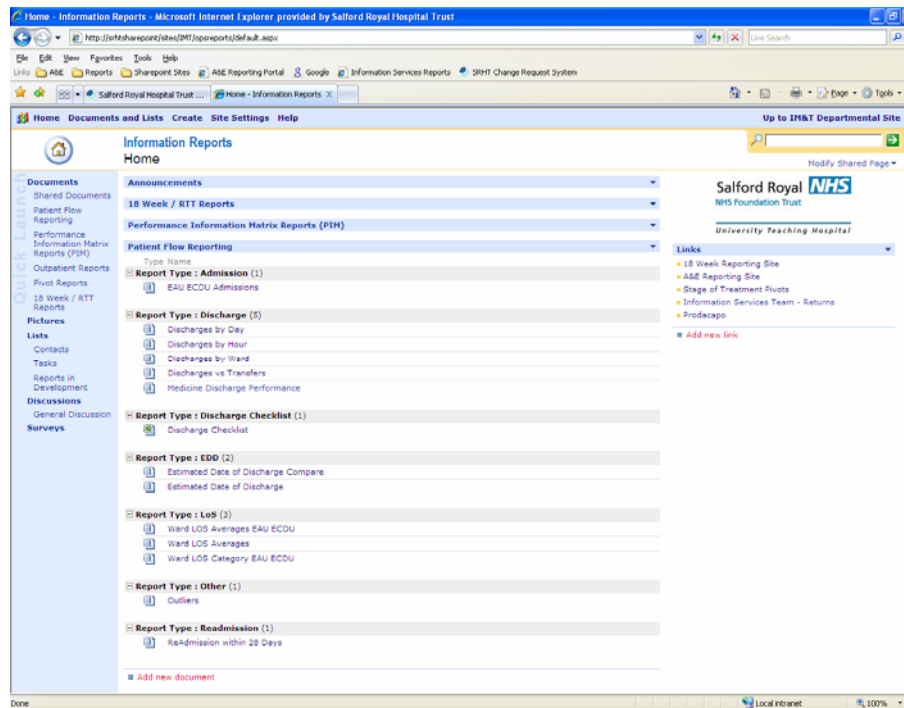 Home - Information Reports - Microsoft Internet Explorer provided by Salford Royal Hospital Trust
http://srhtsharepoint/sites/IMT/opsreports/default.aspx
Live Search
File Edit View Favorites Tools Help
Links A&E Reports Sharepoint Sites A&E Reporting Portal Google Information Services Reports SRHT Change Request System
Salford Royal Hospital Trust ... Home - Information Reports X
Page Tools
Home Documents and Lists Create Site Settings Help
Up to IM&T Departmental Site
Information Reports
Home
Modify Shared Page
Quick Launch
Documents
Shared Documents
Patient Flow
Reporting
Performance
Information Matrix
Reports (PIM)
Outpatient Reports
Pivot Reports
18 Week / RTT
Reports
Pictures
Lists
Contacts
Tasks
Reports in
Development
Discussions
General Discussion
Surveys
Announcements
18 Week / RTT Reports
Performance Information Matrix Reports (PIM)
Patient Flow Reporting
Type Name
Report Type : Admission (1)
EAU ECDU Admissions
Report Type : Discharge (5)
Discharges by Day
Discharges by Hour
Discharges by Ward
Discharges vs Transfers
Medicine Discharge Performance
Report Type : Discharge Checklist (1)
Discharge Checklist
Report Type : EDD (2)
Estimated Date of Discharge Compare
Estimated Date of Discharge
Report Type : LoS (3)
Ward LOS Averages EAU ECDU
Ward LOS Averages
Ward LOS Category EAU ECDU
Report Type : Other (1)
Outliers
Report Type : Readmission (1)
ReAdmission within 28 Days
Add new document
Salford Royal NHS
NHS Foundation Trust
University Teaching Hospital
Links
18 Week Reporting Site
A&E Reporting Site
Stage of Treatment Pivots
Information Services Team - Returns
Prodacapo
Add new link
Done
Local intranet
100%